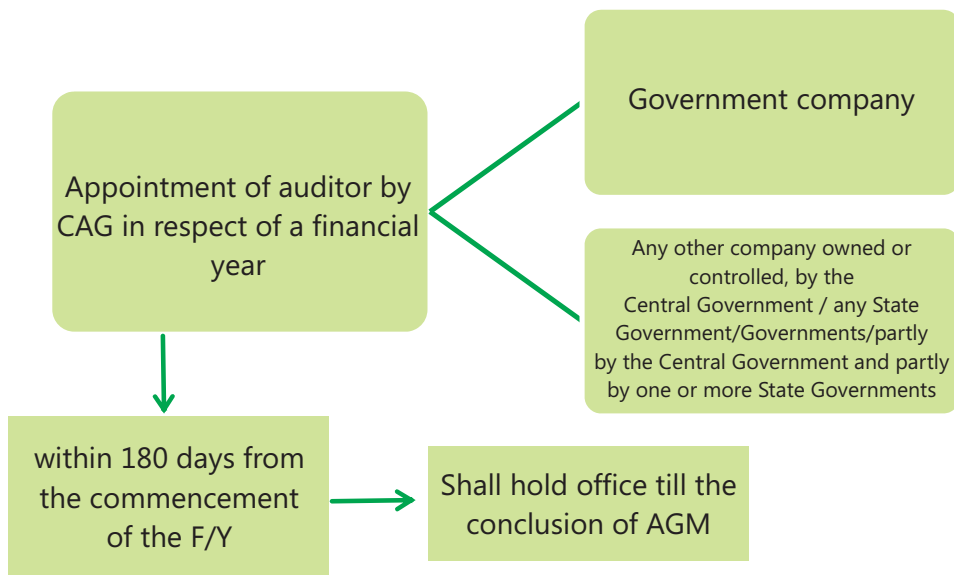 Appointment of auditor by
CAG in respect of a financial
year
Government company
Any other company owned or
controlled, by the
Central Government / any State
Government/Governments/partly
by the Central Government and partly
by one or more State Governments
within 180 days from
the commencement
of the F/Y
Shall hold office till the
conclusion of AGM